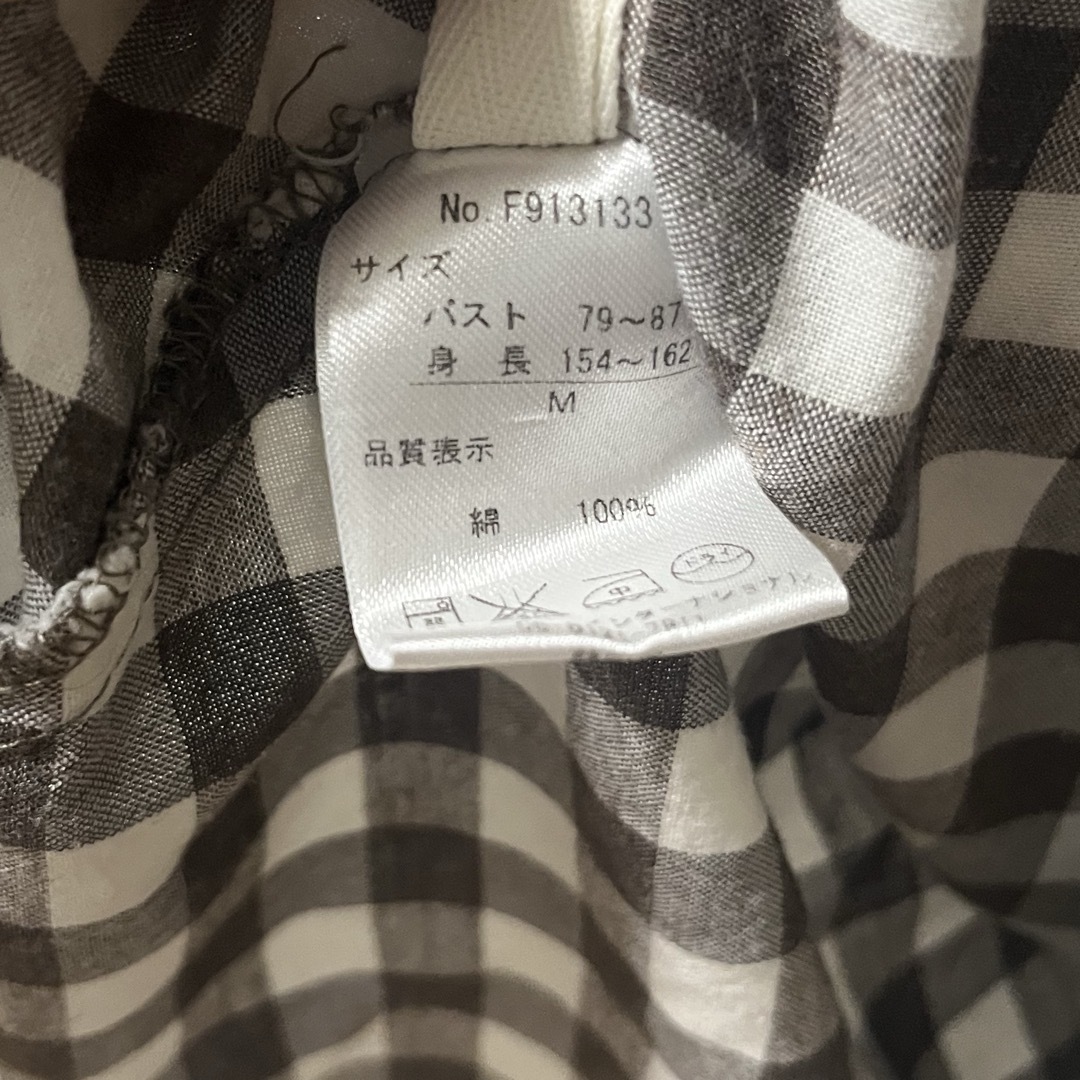 No F913133
サイズ
バスト 79～87
身長 154～162
M
品質表示
綿 100%
中
ドライ